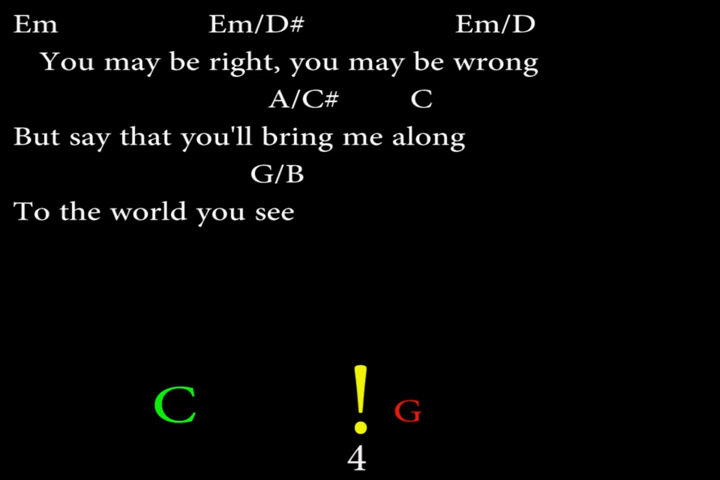 Em Em/D# Em/D
You may be right, you may be wrong
A/C# C
But say that you'll bring me along
G/B
To the world you see
C ! G
4